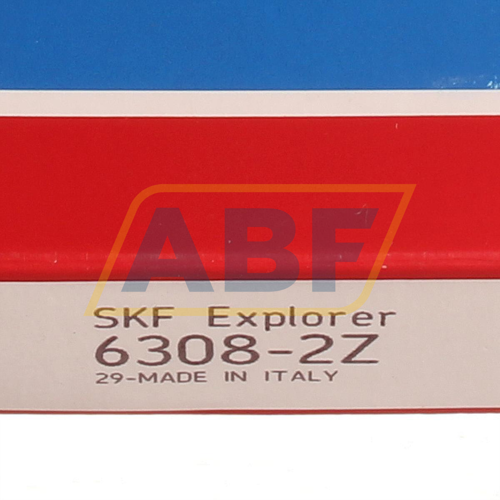 ABF
SKF Explorer
6308-2Z
29-MADE IN ITALY